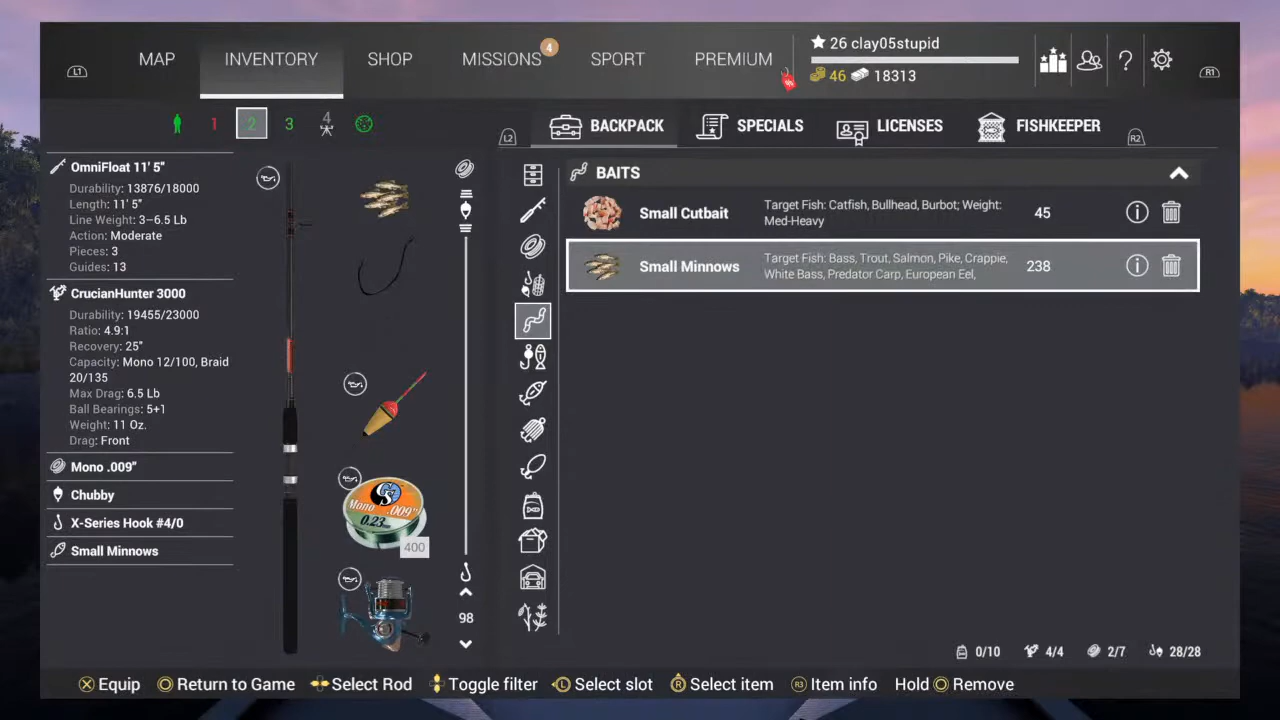 L1
MAP
INVENTORY
SHOP
MISSIONS
4
SPORT
PREMIUM
26 clay05stupid
46 18313
?
R1
1
2
3
4
L2
BACKPACK
SPECIALS
LICENSES
FISHKEEPER
R2
OmniFloat 11' 5"
Durability: 13876/18000
Length: 11' 5"
Line Weight: 3–6.5 Lb
Action: Moderate
Pieces: 3
Guides: 13
CrucianHunter 3000
Durability: 19455/23000
Ratio: 4.9:1
Recovery: 25"
Capacity: Mono 12/100, Braid
20/135
Max Drag: 6.5 Lb
Ball Bearings: 5+1
Weight: 11 Oz.
Drag: Front
Mono .009"
Chubby
X-Series Hook #4/0
Small Minnows
Mono .009"
0.23
400
98
BAITS
Small Cutbait
Target Fish: Catfish, Bullhead, Burbot; Weight:
Med-Heavy
45
Small Minnows
Target Fish: Bass, Trout, Salmon, Pike, Crappie,
White Bass, Predator Carp, European Eel,
238
0/10
4/4
2/7
28/28
Equip
Return to Game
Select Rod
Toggle filter
L Select slot
R Select item
R3 Item info
Hold Remove